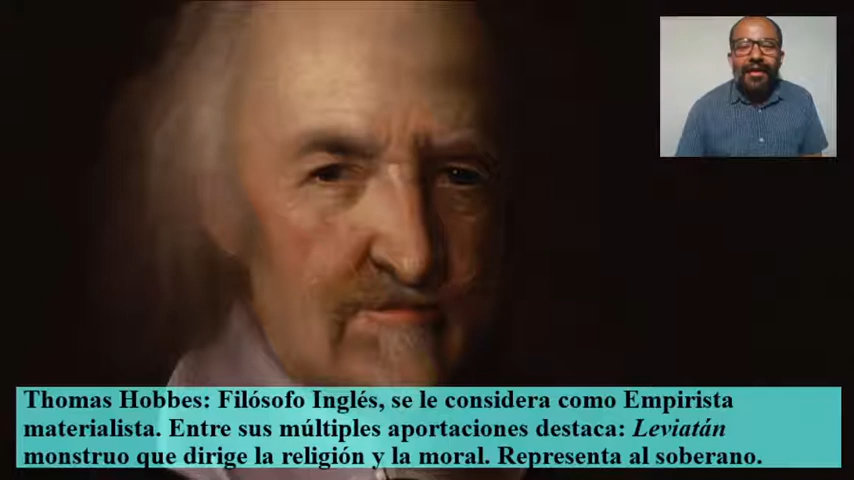 Thomas Hobbes: Filósofo Inglés, se le considera como Empirista
materialista. Entre sus múltiples aportaciones destaca: Leviatán
monstruo que dirige la religión y la moral. Representa al soberano.